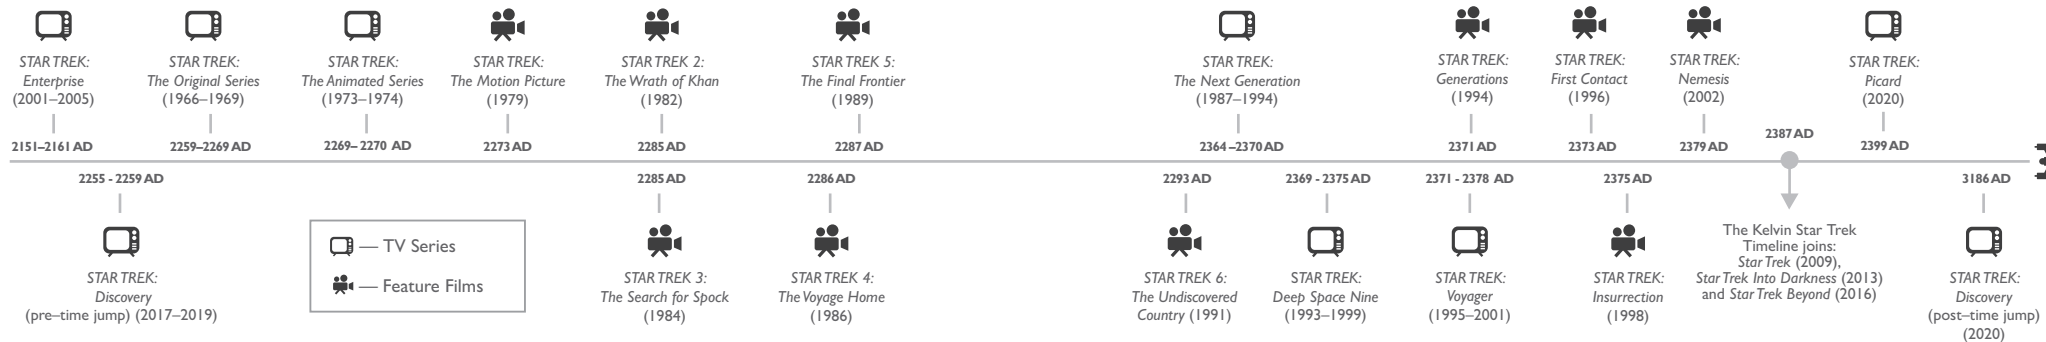 STAR TREK:
Enterprise
(2001–2005)
2151–2161 AD
STAR TREK:
The Original Series
(1966–1969)
2259–2269 AD
STAR TREK:
The Animated Series
(1973–1974)
2269– 2270 AD
STAR TREK:
The Motion Picture
(1979)
2273 AD
STAR TREK 2:
The Wrath of Khan
(1982)
2285 AD
STAR TREK 5:
The Final Frontier
(1989)
2287 AD
STAR TREK:
The Next Generation
(1987–1994)
2364 –2370 AD
STAR TREK:
Generations
(1994)
2371 AD
STAR TREK:
First Contact
(1996)
2373 AD
STAR TREK:
Nemesis
(2002)
2379 AD
2387 AD
STAR TREK:
Picard
(2020)
2399 AD
2255 - 2259 AD
STAR TREK:
Discovery
(pre–time jump) (2017–2019)
— TV Series
— Feature Films
2285 AD
STAR TREK 3:
The Search for Spock
(1984)
2286 AD
STAR TREK 4:
The Voyage Home
(1986)
2293 AD
STAR TREK 6:
The Undiscovered
Country (1991)
2369 - 2375 AD
STAR TREK:
Deep Space Nine
(1993–1999)
2371 - 2378 AD
STAR TREK:
Voyager
(1995–2001)
2375 AD
STAR TREK:
Insurrection
(1998)
The Kelvin Star Trek
Timeline joins:
Star Trek (2009),
Star Trek Into Darkness (2013)
and Star Trek Beyond (2016)
3186 AD
STAR TREK:
Discovery
(post–time jump)
(2020)